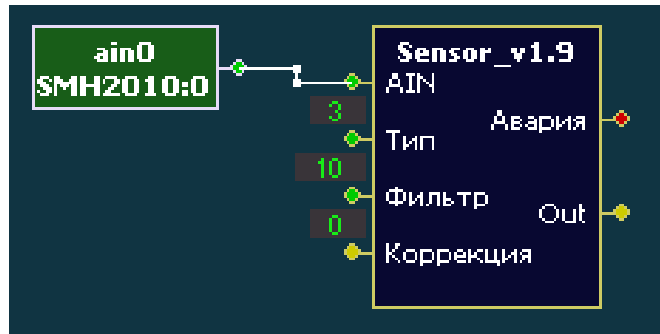 ain0
SMH2010:0
Sensor_v1.9
AIN
3
Авария
Тип
10
Фильтр
Out
0
Коррекция